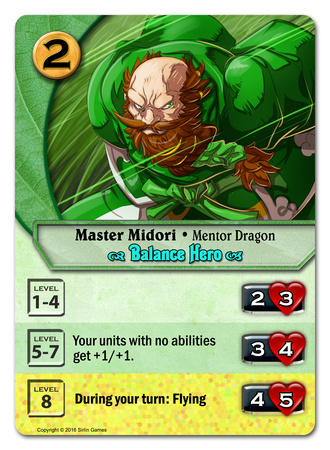 2
Master Midori • Mentor Dragon
Balance Hero
LEVEL
1-4
2 3
LEVEL
5-7
Your units with no abilities
get +1/+1.
3 4
LEVEL
8
During your turn: Flying
4 5
Copyright © 2016 Sirlin Games